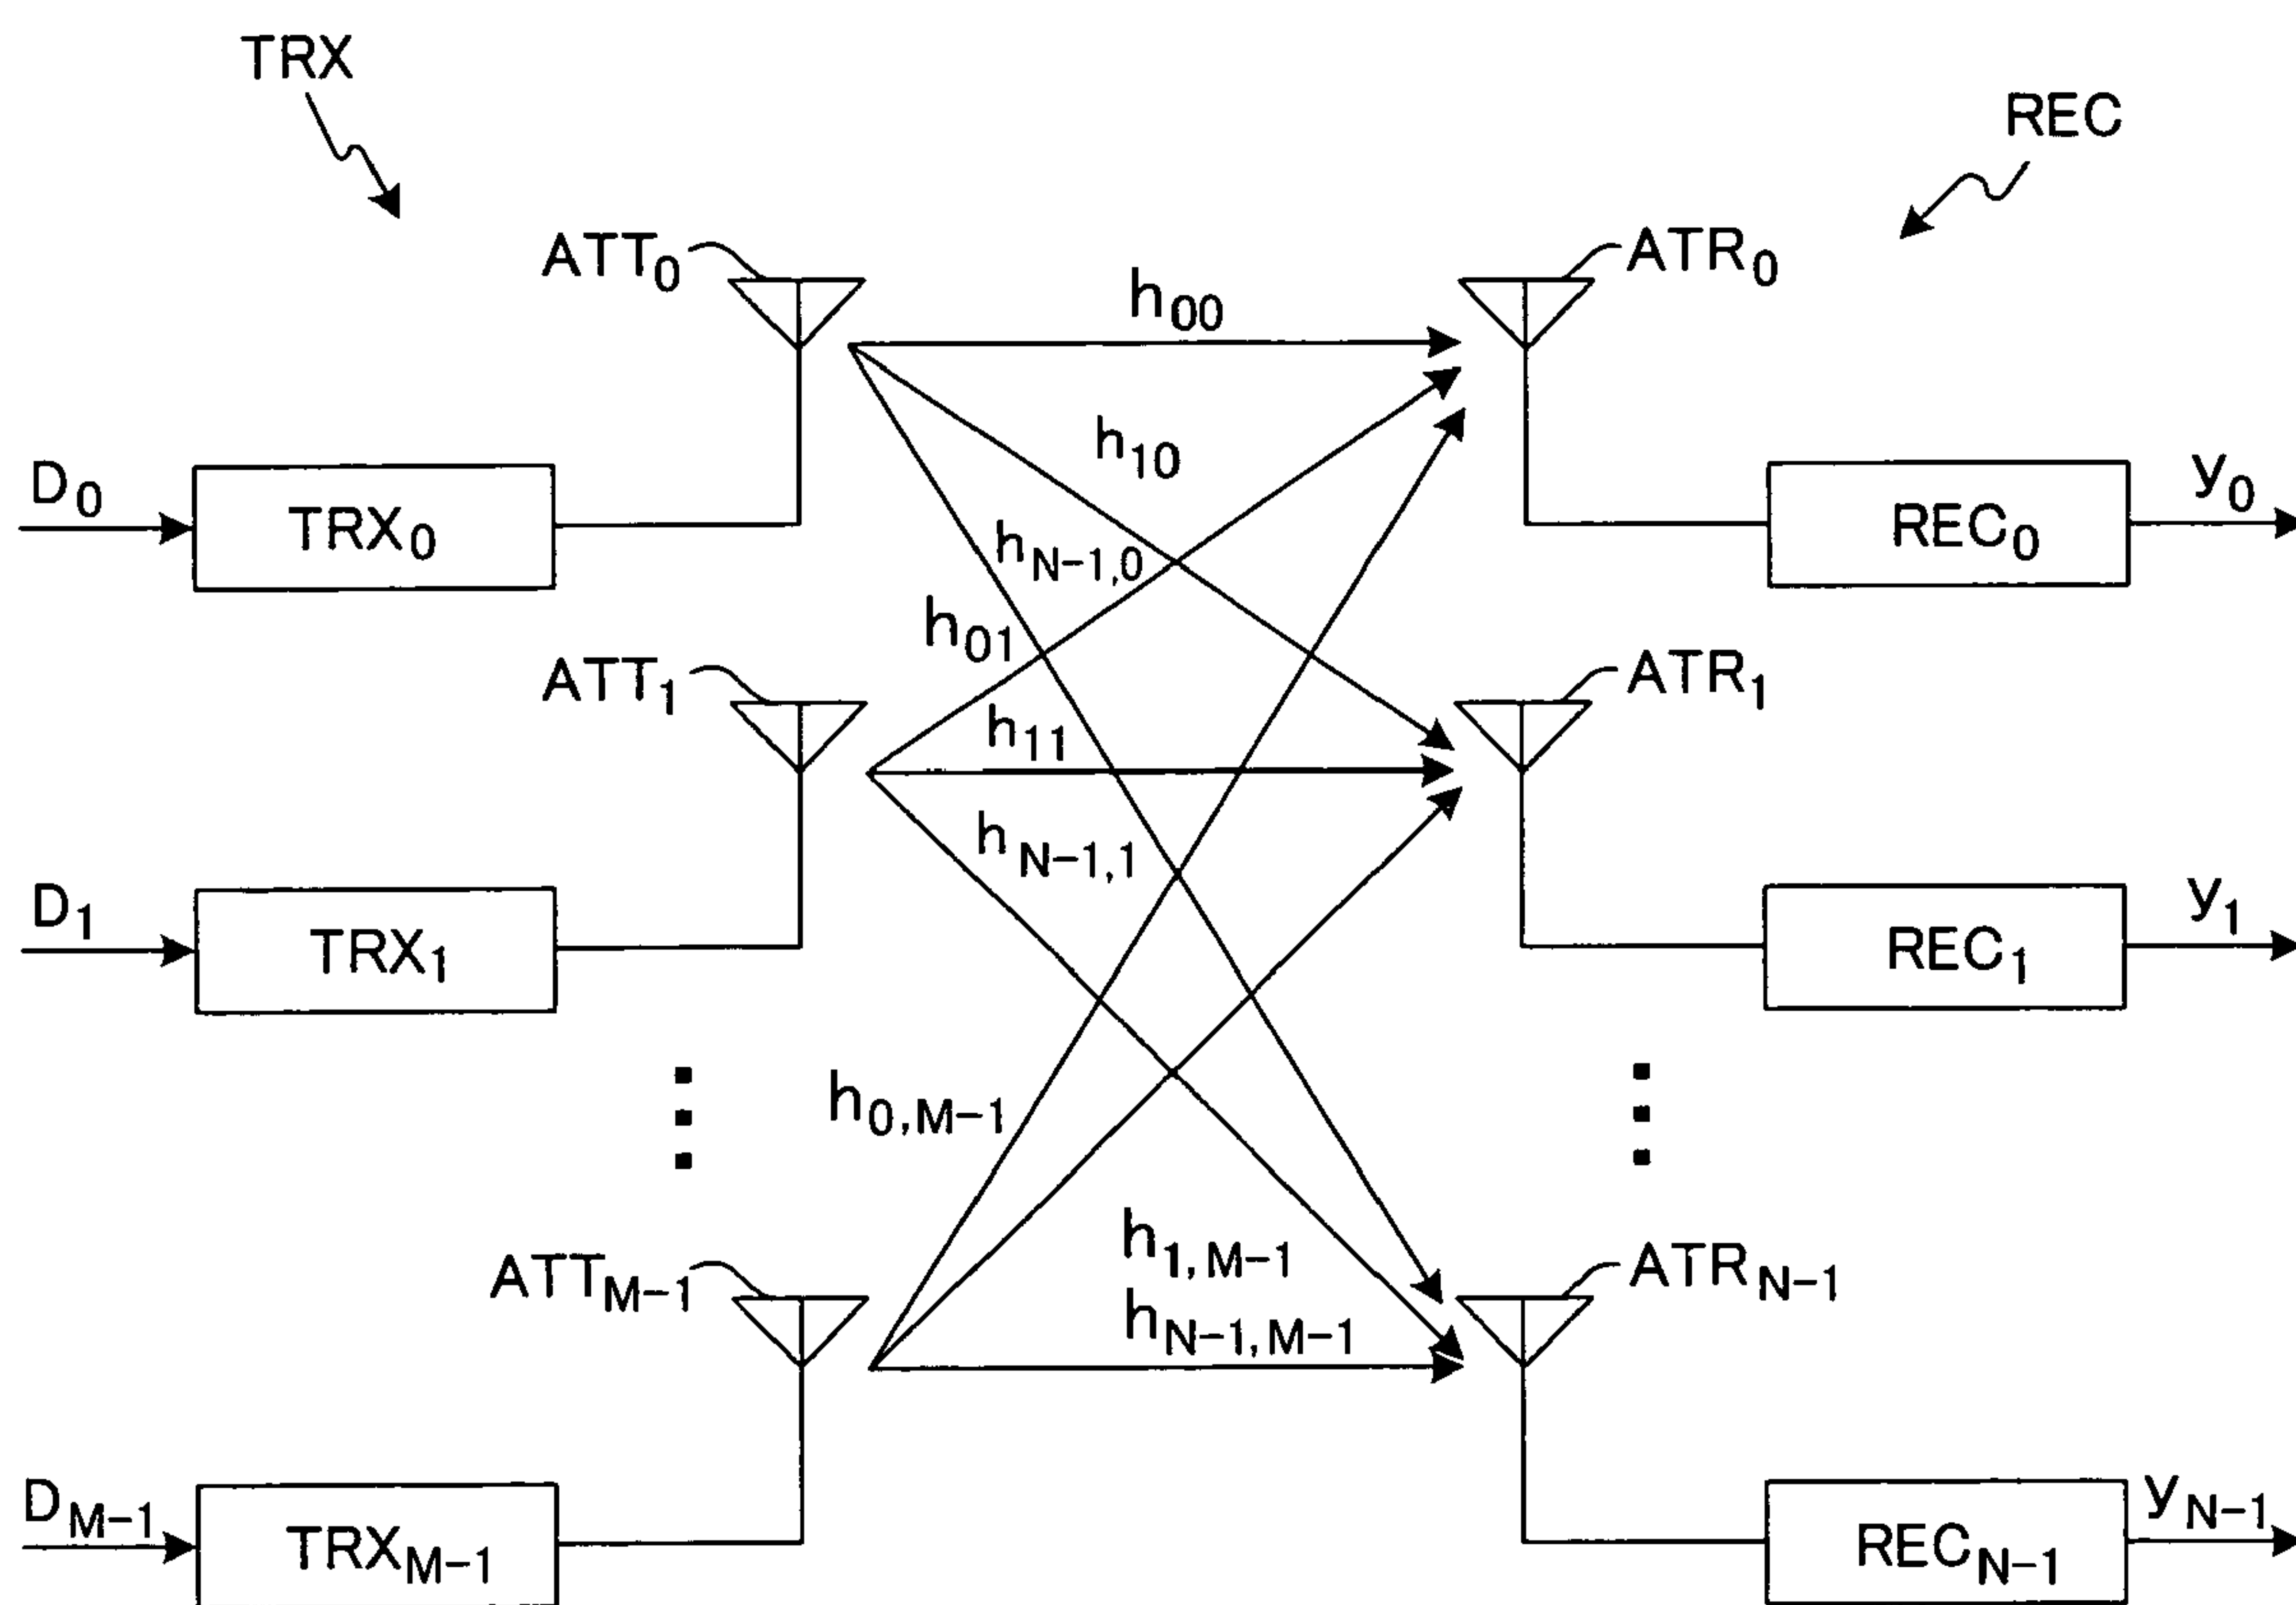 TRX
REC
ATT₀
ATR₀
h₀₀
h₁₀
D₀
TRX₀
hN-1,0
REC₀
y₀
h₀₁
ATT₁
ATR₁
h₁₁
hN-1,1
D₁
TRX₁
REC₁
y₁
h₀,M-1
h₁,M-1
ATTM-1
ATRN-1
hN-1,M-1
DM-1
TRXM-1
RECN-1
yN-1